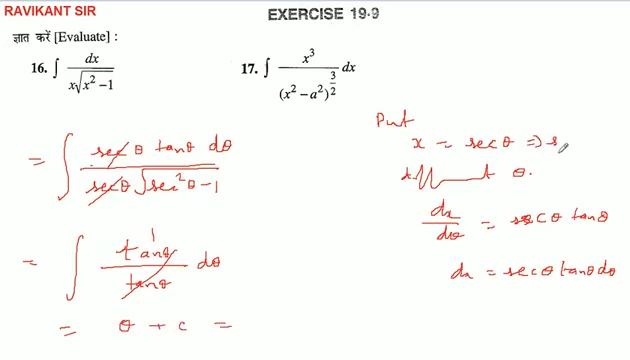 RAVIKANT SIR
EXERCISE 19·9
ज्ञात करें [Evaluate] :
16. ∫ dx / (x√(x² − 1))
17. ∫ x³ / (x² − a²)^(3/2) dx
Put
x = secθ ⇒ s
θ.
dx/dθ = secθ tanθ
dx = secθ tanθ dθ
= ∫ secθ tanθ dθ / (secθ √(sec²θ − 1))
= ∫ tanθ / tanθ dθ
1
= θ + c =